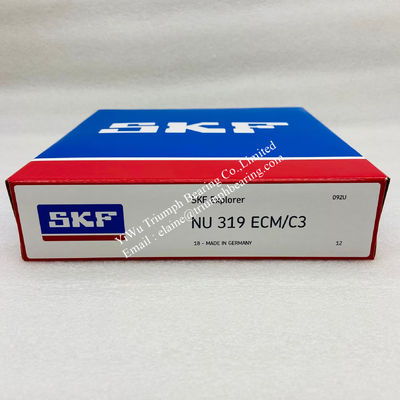 SKF
SKF Explorer
092U
SKF
NU 319 ECM/C3
18 - MADE IN GERMANY
12
YiWu Triumph Bearing Co.,Limited
Email : elaine@triumphbearing.com